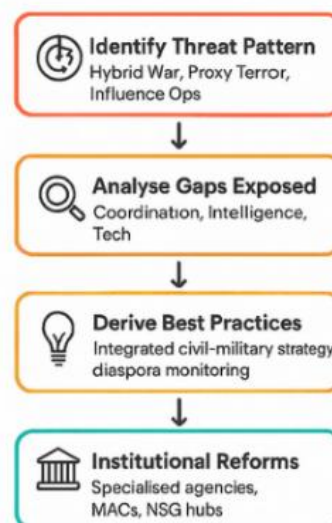 Identify Threat Pattern
Hybrid War, Proxy Terror,
Influence Ops
Analyse Gaps Exposed
Coordination, Intelligence,
Tech
Derive Best Practices
Integrated civil-military strategy
diaspora monitoring
Institutional Reforms
Specialised agencies,
MACs, NSG hubs